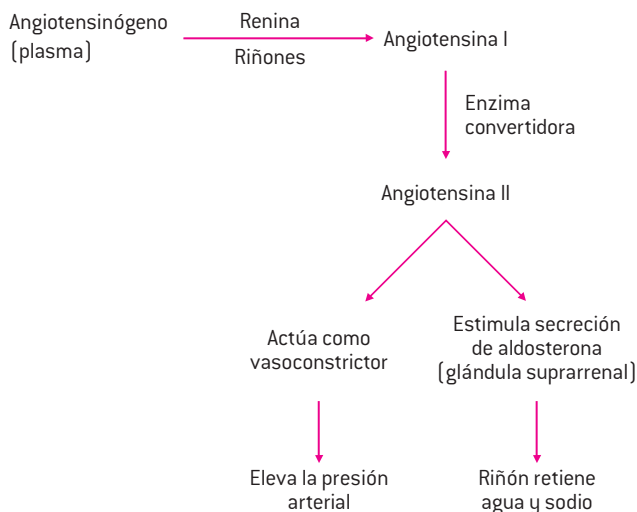 Angiotensinógeno
(plasma)
Renina
Riñones
Angiotensina I
Enzima
convertidora
Angiotensina II
Actúa como
vasoconstrictor
Estimula secreción
de aldosterona
(glándula suprarrenal)
Eleva la presión
arterial
Riñón retiene
agua y sodio